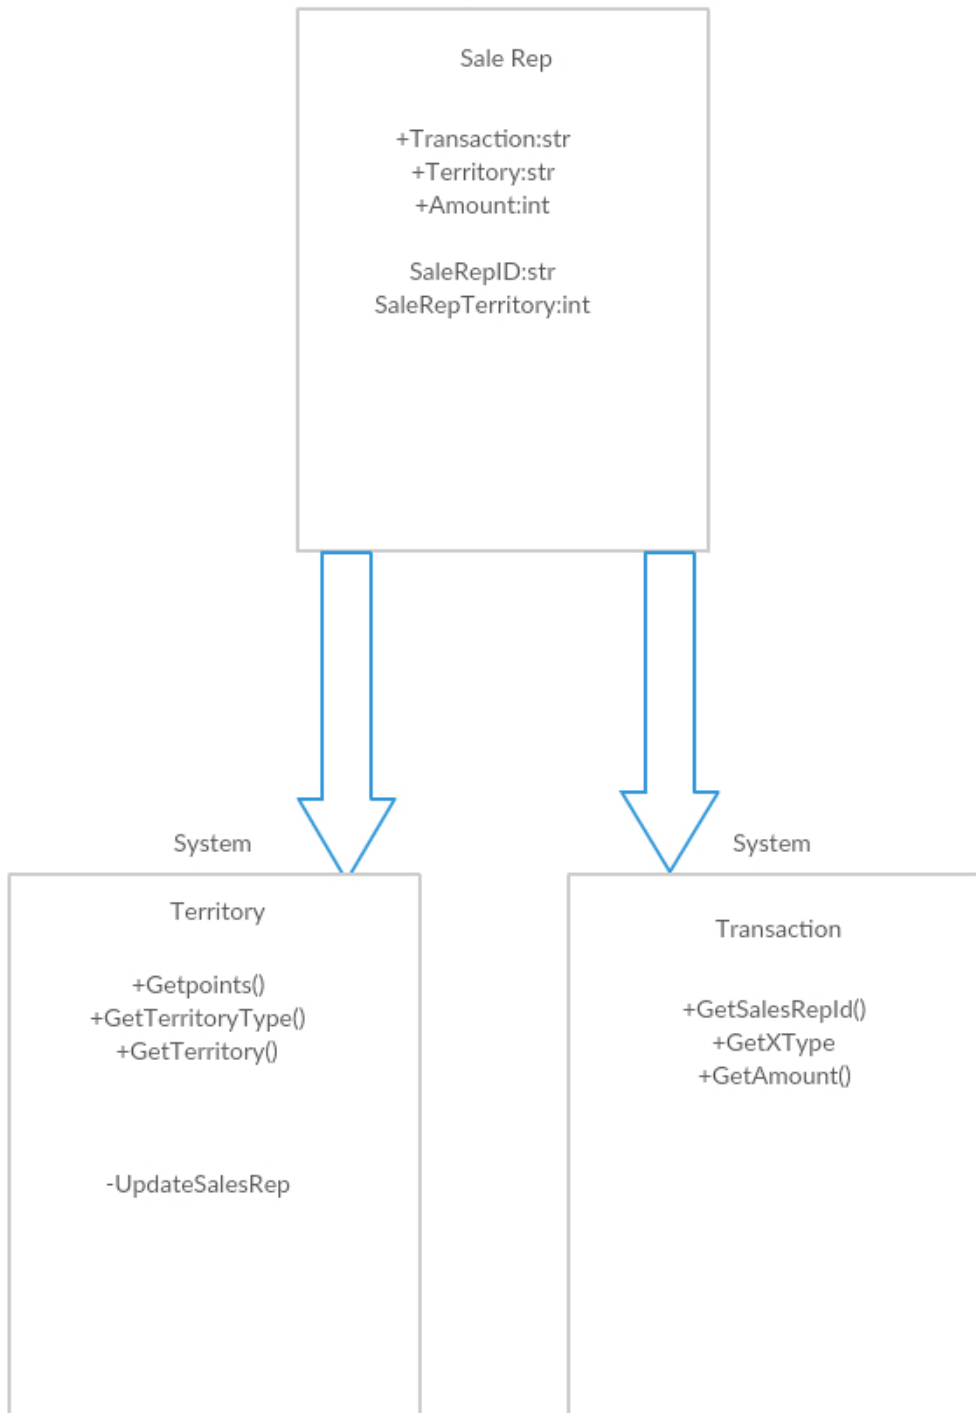 Sale Rep
+Transaction:str
+Territory:str
+Amount:int
SaleRepID:str
SaleRepTerritory:int
System
Territory
+Getpoints()
+GetTerritoryType()
+GetTerritory()
-UpdateSalesRep
System
Transaction
+GetSalesRepId()
+GetXType
+GetAmount()